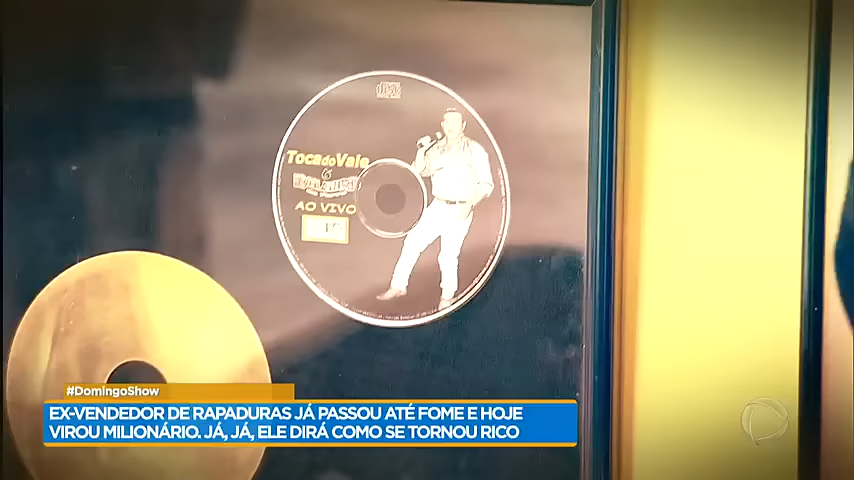 Toca do Vale
AO VIVO
#DomingoShow
EX-VENDEDOR DE RAPADURAS JÁ PASSOU ATÉ FOME E HOJE
VIROU MILIONÁRIO. JÁ, JÁ, ELE DIRÁ COMO SE TORNOU RICO